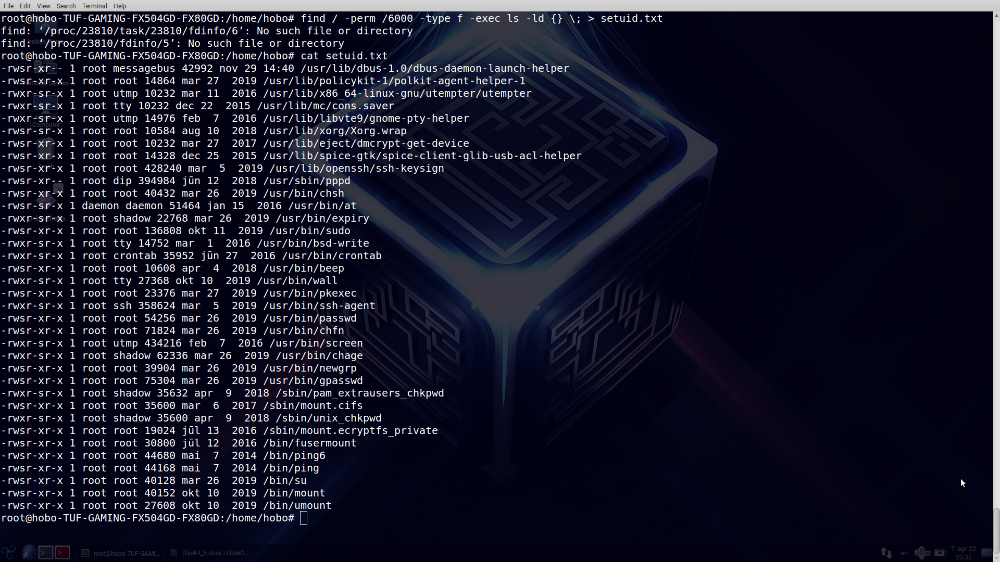 File Edit View Search Terminal Help
root@hobo-TUF-GAMING-FX504GD-FX80GD:/home/hobo# find / -perm /6000 -type f -exec ls -ld {} \; > setuid.txt
find: ‘/proc/23810/task/23810/fdinfo/6’: No such file or directory
find: ‘/proc/23810/fdinfo/5’: No such file or directory
root@hobo-TUF-GAMING-FX504GD-FX80GD:/home/hobo# cat setuid.txt
-rwsr-xr-- 1 root messagebus 42992 nov 29 14:40 /usr/lib/dbus-1.0/dbus-daemon-launch-helper
-rwsr-xr-x 1 root root 14864 mar 27  2019 /usr/lib/policykit-1/polkit-agent-helper-1
-rwxr-sr-x 1 root utmp 10232 mar 11  2016 /usr/lib/x86_64-linux-gnu/utempter/utempter
-rwxr-sr-x 1 root tty 10232 dec 22  2015 /usr/lib/mc/cons.saver
-rwxr-sr-x 1 root utmp 14976 feb  7  2016 /usr/lib/libvte9/gnome-pty-helper
-rwsr-sr-x 1 root root 10584 aug 10  2018 /usr/lib/xorg/Xorg.wrap
-rwsr-xr-x 1 root root 10232 mar 27  2017 /usr/lib/eject/dmcrypt-get-device
-rwsr-xr-x 1 root root 14328 dec 25  2015 /usr/lib/spice-gtk/spice-client-glib-usb-acl-helper
-rwsr-xr-x 1 root root 428240 mar  5  2019 /usr/lib/openssh/ssh-keysign
-rwsr-xr-- 1 root dip 394984 jūn 12  2018 /usr/sbin/pppd
-rwsr-xr-x 1 root root 40432 mar 26  2019 /usr/bin/chsh
-rwsr-sr-x 1 daemon daemon 51464 jan 15  2016 /usr/bin/at
-rwxr-sr-x 1 root shadow 22768 mar 26  2019 /usr/bin/expiry
-rwsr-xr-x 1 root root 136808 okt 11  2019 /usr/bin/sudo
-rwxr-sr-x 1 root tty 14752 mar  1  2016 /usr/bin/bsd-write
-rwxr-sr-x 1 root crontab 35952 jūn 27  2016 /usr/bin/crontab
-rwsr-xr-x 1 root root 10608 apr  4  2018 /usr/bin/beep
-rwxr-sr-x 1 root tty 27368 okt 10  2019 /usr/bin/wall
-rwsr-xr-x 1 root root 23376 mar 27  2019 /usr/bin/pkexec
-rwxr-sr-x 1 root ssh 358624 mar  5  2019 /usr/bin/ssh-agent
-rwsr-xr-x 1 root root 54256 mar 26  2019 /usr/bin/passwd
-rwsr-xr-x 1 root root 71824 mar 26  2019 /usr/bin/chfn
-rwxr-sr-x 1 root utmp 434216 feb  7  2016 /usr/bin/screen
-rwxr-sr-x 1 root shadow 62336 mar 26  2019 /usr/bin/chage
-rwsr-xr-x 1 root root 39904 mar 26  2019 /usr/bin/newgrp
-rwsr-xr-x 1 root root 75304 mar 26  2019 /usr/bin/gpasswd
-rwxr-sr-x 1 root shadow 35632 apr  9  2018 /sbin/pam_extrausers_chkpwd
-rwsr-xr-x 1 root root 35600 mar  6  2017 /sbin/mount.cifs
-rwxr-sr-x 1 root shadow 35600 apr  9  2018 /sbin/unix_chkpwd
-rwsr-xr-x 1 root root 19024 jūl 13  2016 /sbin/mount.ecryptfs_private
-rwsr-xr-x 1 root root 30800 jūl 12  2016 /bin/fusermount
-rwsr-xr-x 1 root root 44680 mai  7  2014 /bin/ping6
-rwsr-xr-x 1 root root 44168 mai  7  2014 /bin/ping
-rwsr-xr-x 1 root root 40128 mar 26  2019 /bin/su
-rwsr-xr-x 1 root root 40152 okt 10  2019 /bin/mount
-rwsr-xr-x 1 root root 27608 okt 10  2019 /bin/umount
root@hobo-TUF-GAMING-FX504GD-FX80GD:/home/hobo#
Computer
root@hobo-TUF-GAMI... [Task4_5.docx - LibreO... en T apr 22
23:32